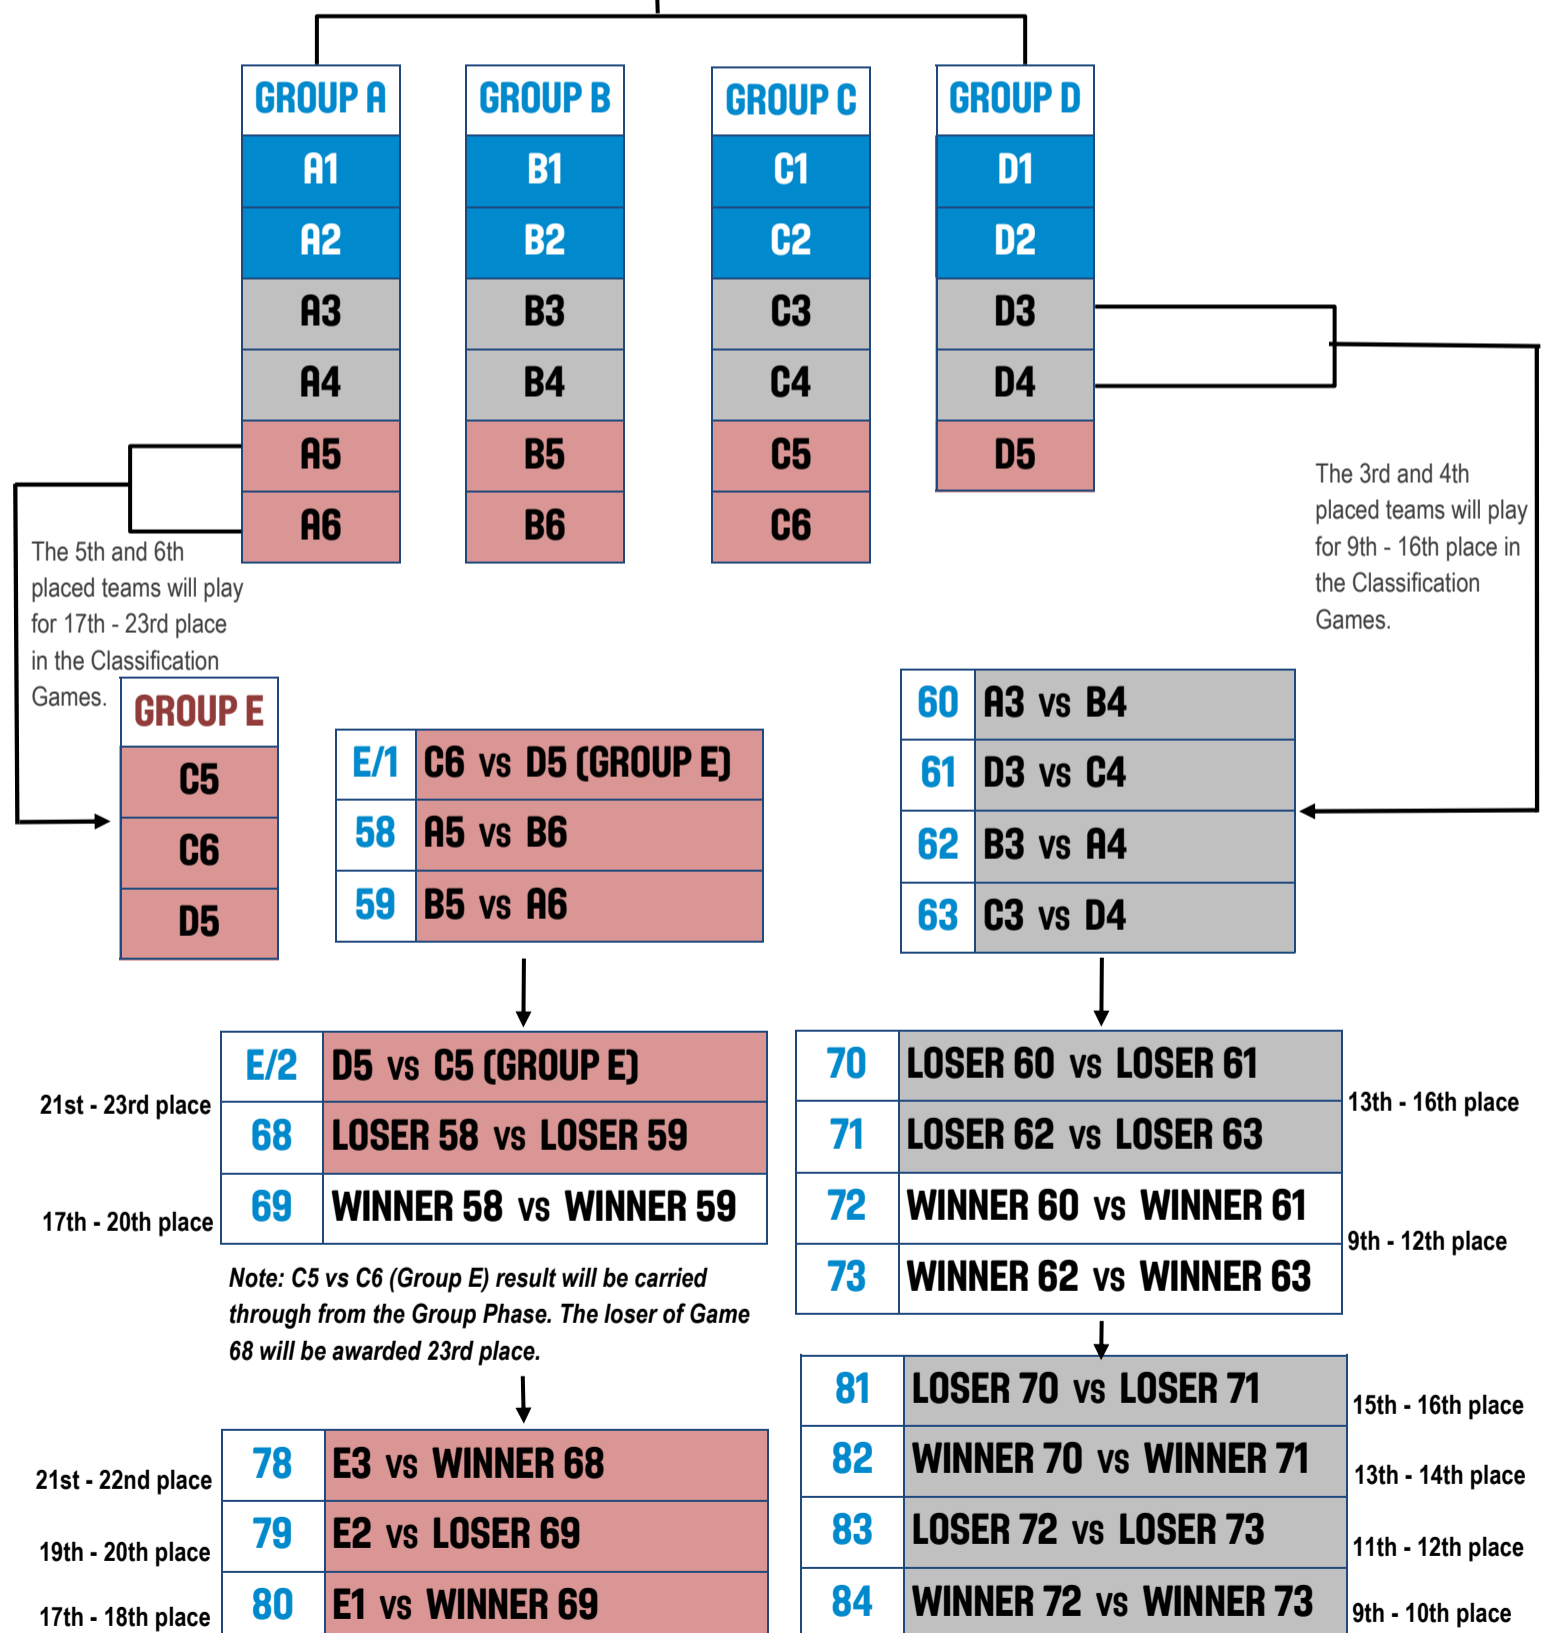 GROUP A
A1
A2
A3
A4
A5
A6
GROUP B
B1
B2
B3
B4
B5
B6
GROUP C
C1
C2
C3
C4
C5
C6
GROUP D
D1
D2
D3
D4
D5
The 3rd and 4th
placed teams will play
for 9th - 16th place in
the Classification
Games.
The 5th and 6th
placed teams will play
for 17th - 23rd place
in the Classification
Games.
GROUP E
C5
C6
D5
E/1 C6 vs D5 (GROUP E)
58 A5 vs B6
59 B5 vs A6
60 A3 vs B4
61 D3 vs C4
62 B3 vs A4
63 C3 vs D4
21st - 23rd place
17th - 20th place
E/2 D5 vs C5 (GROUP E)
68 LOSER 58 vs LOSER 59
69 WINNER 58 vs WINNER 59
70 LOSER 60 vs LOSER 61
71 LOSER 62 vs LOSER 63
72 WINNER 60 vs WINNER 61
73 WINNER 62 vs WINNER 63
13th - 16th place
9th - 12th place
Note: C5 vs C6 (Group E) result will be carried
through from the Group Phase. The loser of Game
68 will be awarded 23rd place.
21st - 22nd place
78 E3 vs WINNER 68
19th - 20th place
79 E2 vs LOSER 69
17th - 18th place
80 E1 vs WINNER 69
81 LOSER 70 vs LOSER 71
15th - 16th place
82 WINNER 70 vs WINNER 71
13th - 14th place
83 LOSER 72 vs LOSER 73
11th - 12th place
84 WINNER 72 vs WINNER 73
9th - 10th place